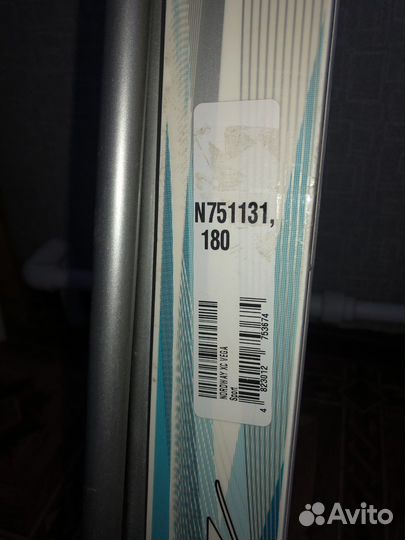 N751131,
180
NORDWAY XC VEGA
Sport
4 823012 753674
Avito